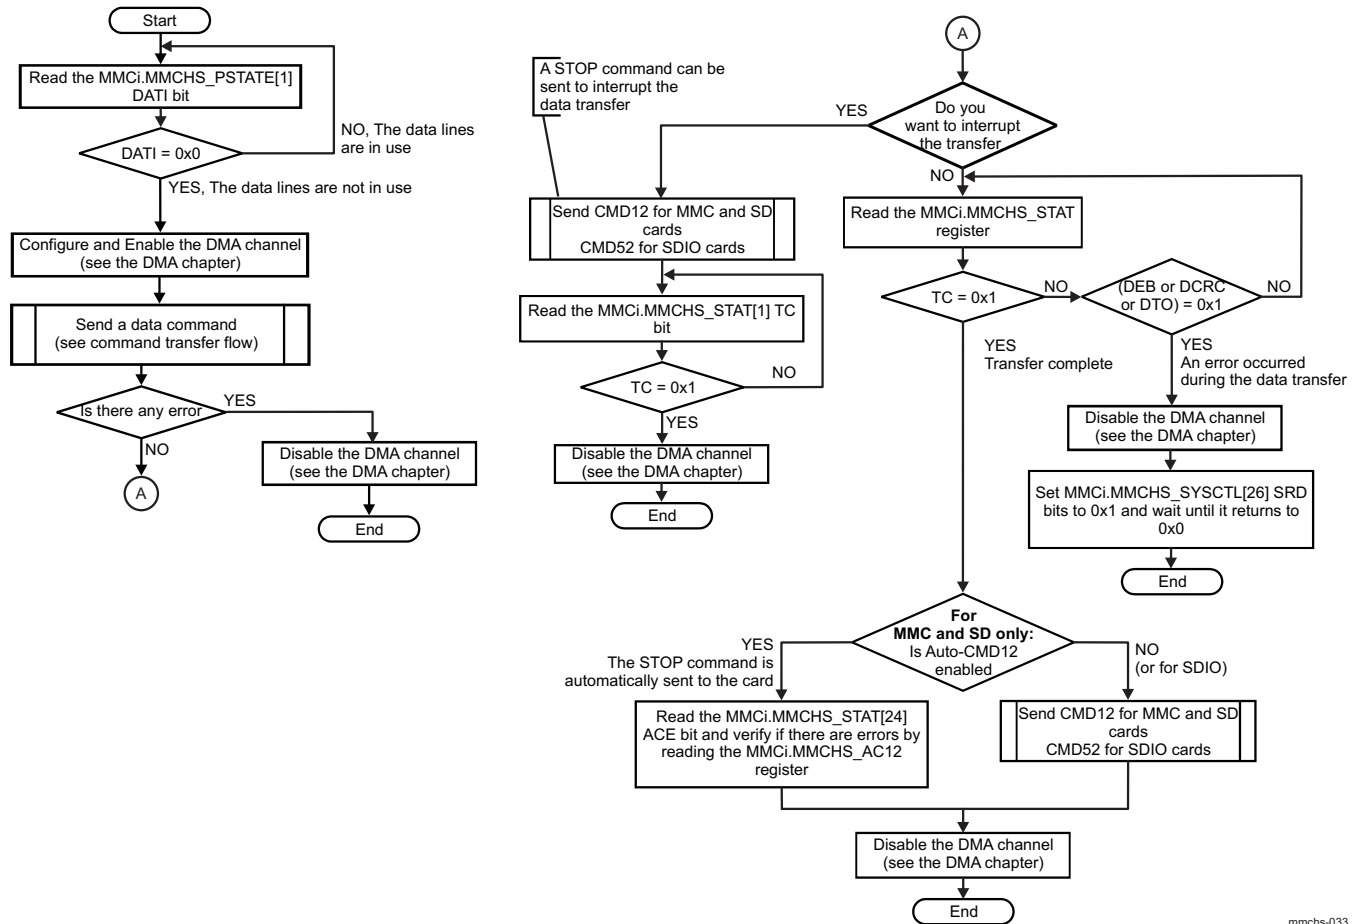 Start
Read the MMCi.MMCHS_PSTATE[1]
DATI bit
NO, The data lines
are in use
DATI = 0x0
YES, The data lines are not in use
Configure and Enable the DMA channel
(see the DMA chapter)
Send a data command
(see command transfer flow)
Is there any error
YES
NO
Disable the DMA channel
(see the DMA chapter)
A
End
A
A STOP command can be
sent to interrupt the
data transfer
YES
Do you
want to interrupt
the transfer
NO
Send CMD12 for MMC and SD
cards
CMD52 for SDIO cards
Read the MMCi.MMCHS_STAT[1] TC
bit
TC = 0x1
NO
YES
Disable the DMA channel
(see the DMA chapter)
End
Read the MMCi.MMCHS_STAT
register
TC = 0x1
NO
(DEB or DCRC
or DTO) = 0x1
NO
YES
Transfer complete
YES
An error occurred
during the data transfer
Disable the DMA channel
(see the DMA chapter)
Set MMCi.MMCHS_SYSCTL[26] SRD
bits to 0x1 and wait until it returns to
0x0
End
For
MMC and SD only:
Is Auto-CMD12
enabled
YES
The STOP command is
automatically sent to the card
NO
(or for SDIO)
Read the MMCi.MMCHS_STAT[24]
ACE bit and verify if there are errors by
reading the MMCi.MMCHS_AC12
register
Send CMD12 for MMC and SD
cards
CMD52 for SDIO cards
Disable the DMA channel
(see the DMA chapter)
End
mmchs-033